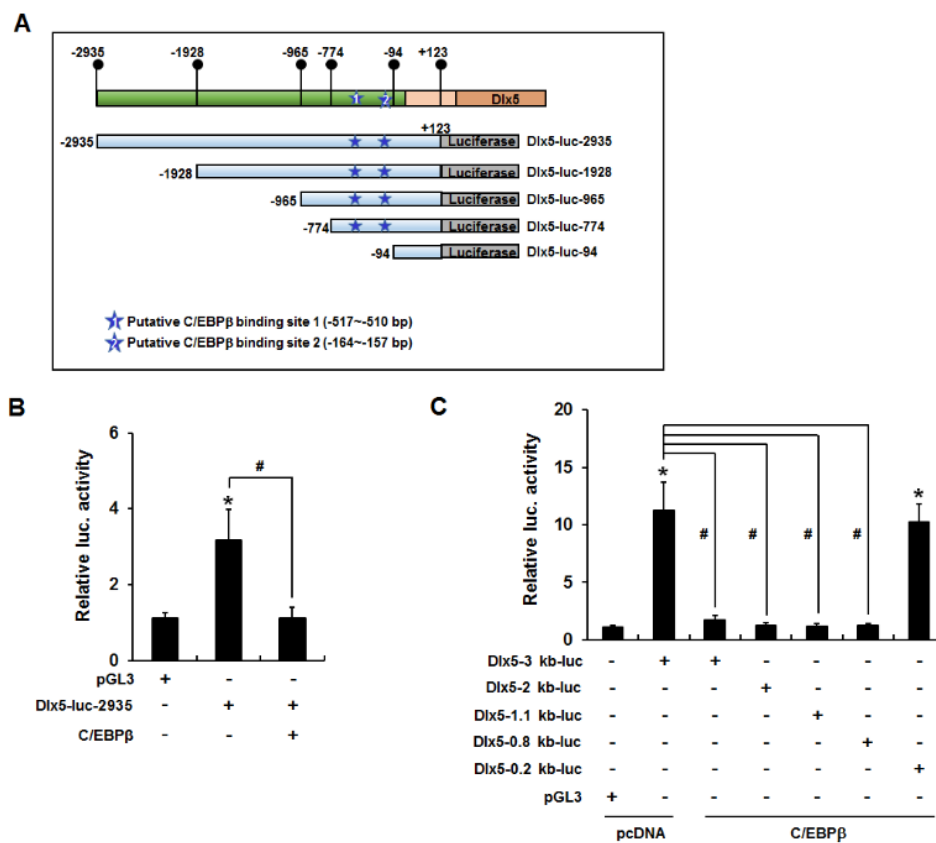 A
-2935 -1928 -965 -774 -94 +123
1 2 Dlx5
+123
-2935 Luciferase Dlx5-luc-2935
-1928 Luciferase Dlx5-luc-1928
-965 Luciferase Dlx5-luc-965
-774 Luciferase Dlx5-luc-774
-94 Luciferase Dlx5-luc-94
1 Putative C/EBPβ binding site 1 (-517~-510 bp)
2 Putative C/EBPβ binding site 2 (-164~-157 bp)
B
Relative luc. activity
6
4
2
0
* #
pGL3 + - -
Dlx5-luc-2935 - + +
C/EBPβ - - +
C
Relative luc. activity
20
15
10
5
0
* # # # # *
Dlx5-3 kb-luc - + + - - - -
Dlx5-2 kb-luc - - - + - - -
Dlx5-1.1 kb-luc - - - - + - -
Dlx5-0.8 kb-luc - - - - - + -
Dlx5-0.2 kb-luc - - - - - - +
pGL3 + - - - - - -
pcDNA C/EBPβ